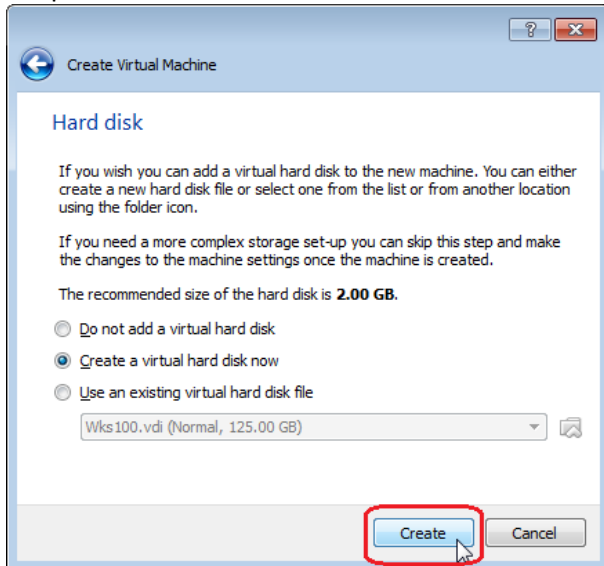 ?
Create Virtual Machine
Hard disk
If you wish you can add a virtual hard disk to the new machine. You can either
create a new hard disk file or select one from the list or from another location
using the folder icon.
If you need a more complex storage set-up you can skip this step and make
the changes to the machine settings once the machine is created.
The recommended size of the hard disk is 2.00 GB.
Do not add a virtual hard disk
Create a virtual hard disk now
Use an existing virtual hard disk file
Wks100.vdi (Normal, 125.00 GB)
Create Cancel